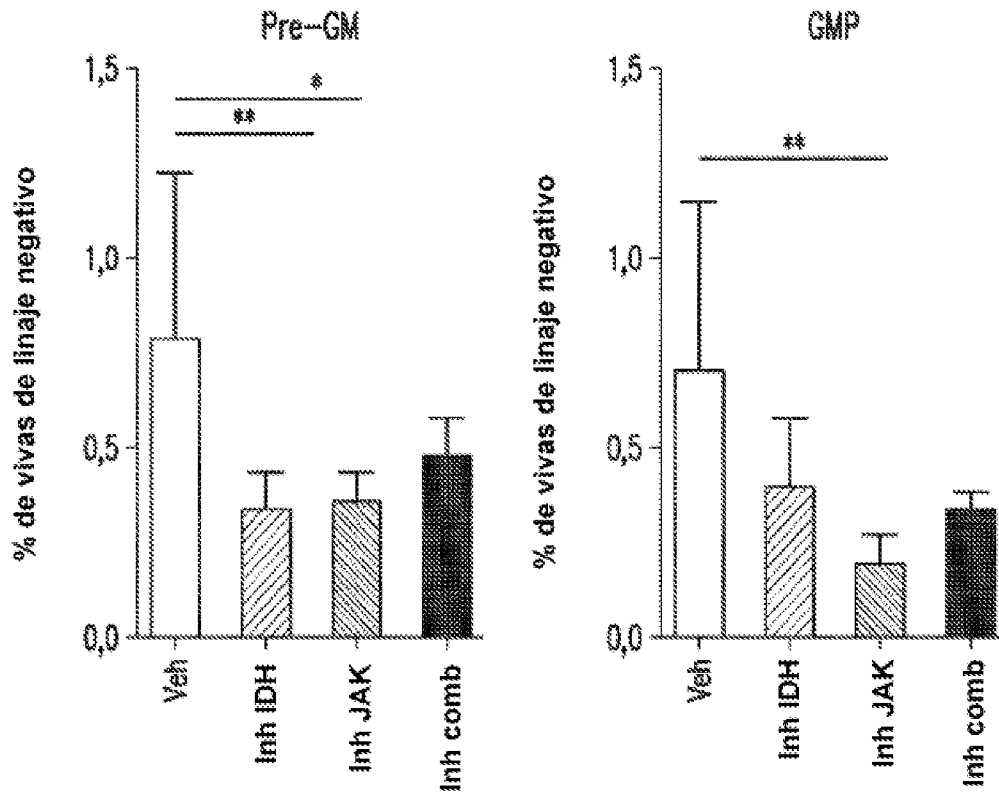 Pre-GM
% de vivas de linaje negativo
1,5
1,0
0,5
0,0
*
**
Veh
Inh IDH
Inh JAK
Inh comb
GMP
% de vivas de linaje negativo
1,5
1,0
0,5
0,0
**
Veh
Inh IDH
Inh JAK
Inh comb